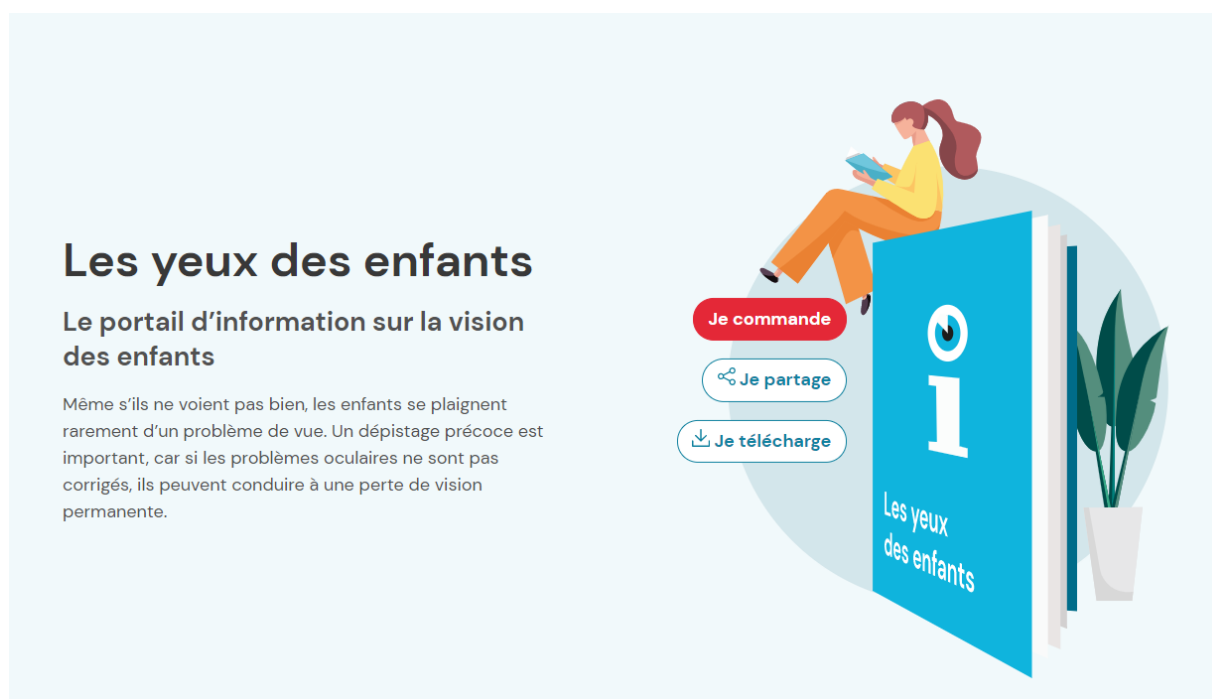 Les yeux des enfants
Le portail d’information sur la vision
des enfants
Même s’ils ne voient pas bien, les enfants se plaignent
rarement d’un problème de vue. Un dépistage précoce est
important, car si les problèmes oculaires ne sont pas
corrigés, ils peuvent conduire à une perte de vision
permanente.
Je commande
Je partage
Je télécharge
i
Les yeux
des enfants